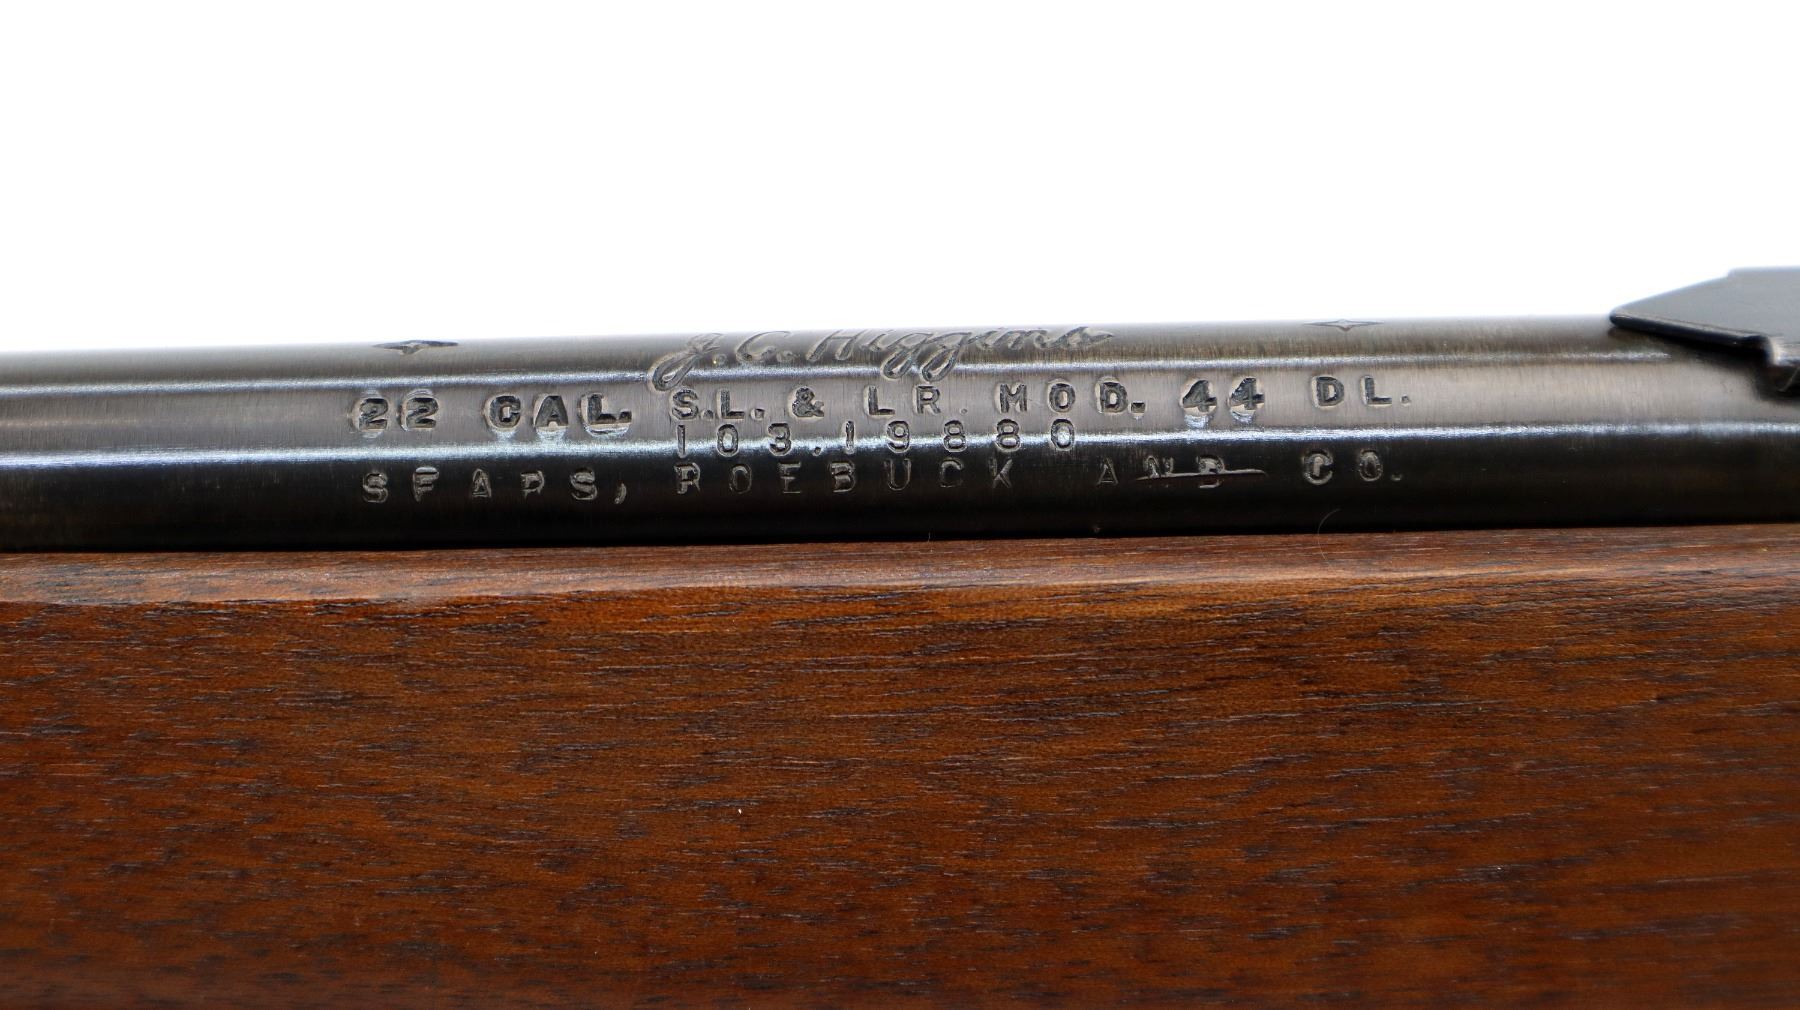 J. C. Higgins
22 CAL. S.L. & LR. MOD. 44 DL.
103.19880
SEARS, ROEBUCK AND CO.